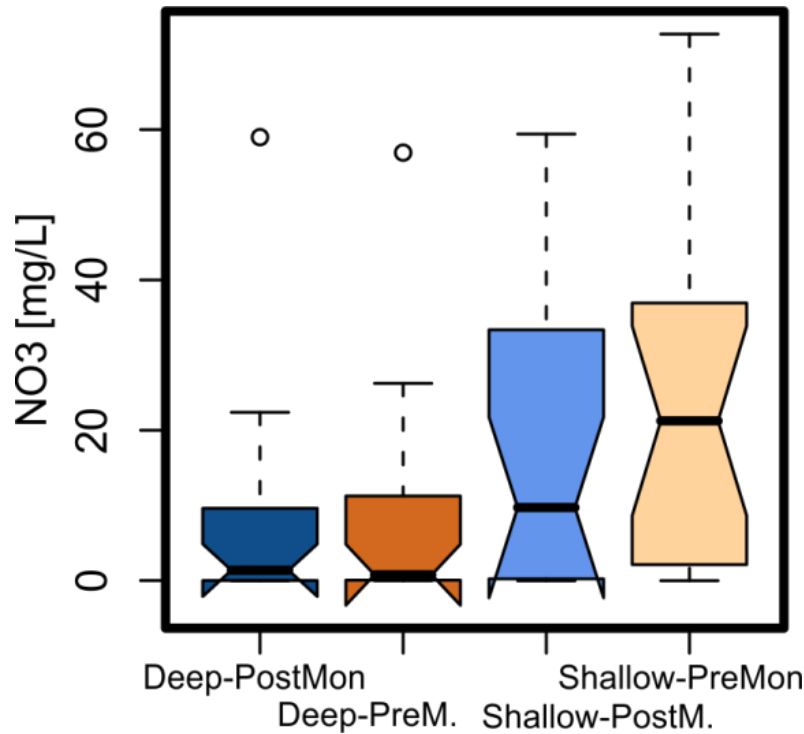 NO3 [mg/L]
60
40
20
0
Deep-PostMon
Shallow-PreMon
Deep-PreM.
Shallow-PostM.